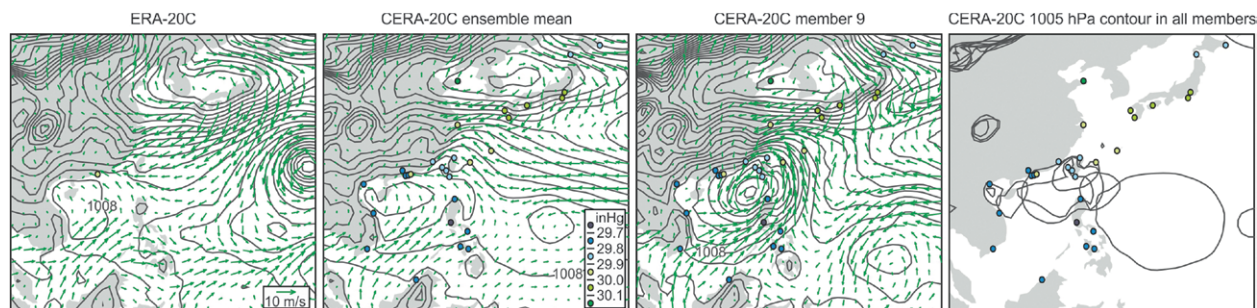 ERA-20C
CERA-20C ensemble mean
CERA-20C member 9
CERA-20C 1005 hPa contour in all members
1008
10 m/s
1008
inHg
29.7
29.8
29.9
30.0
30.1
1008